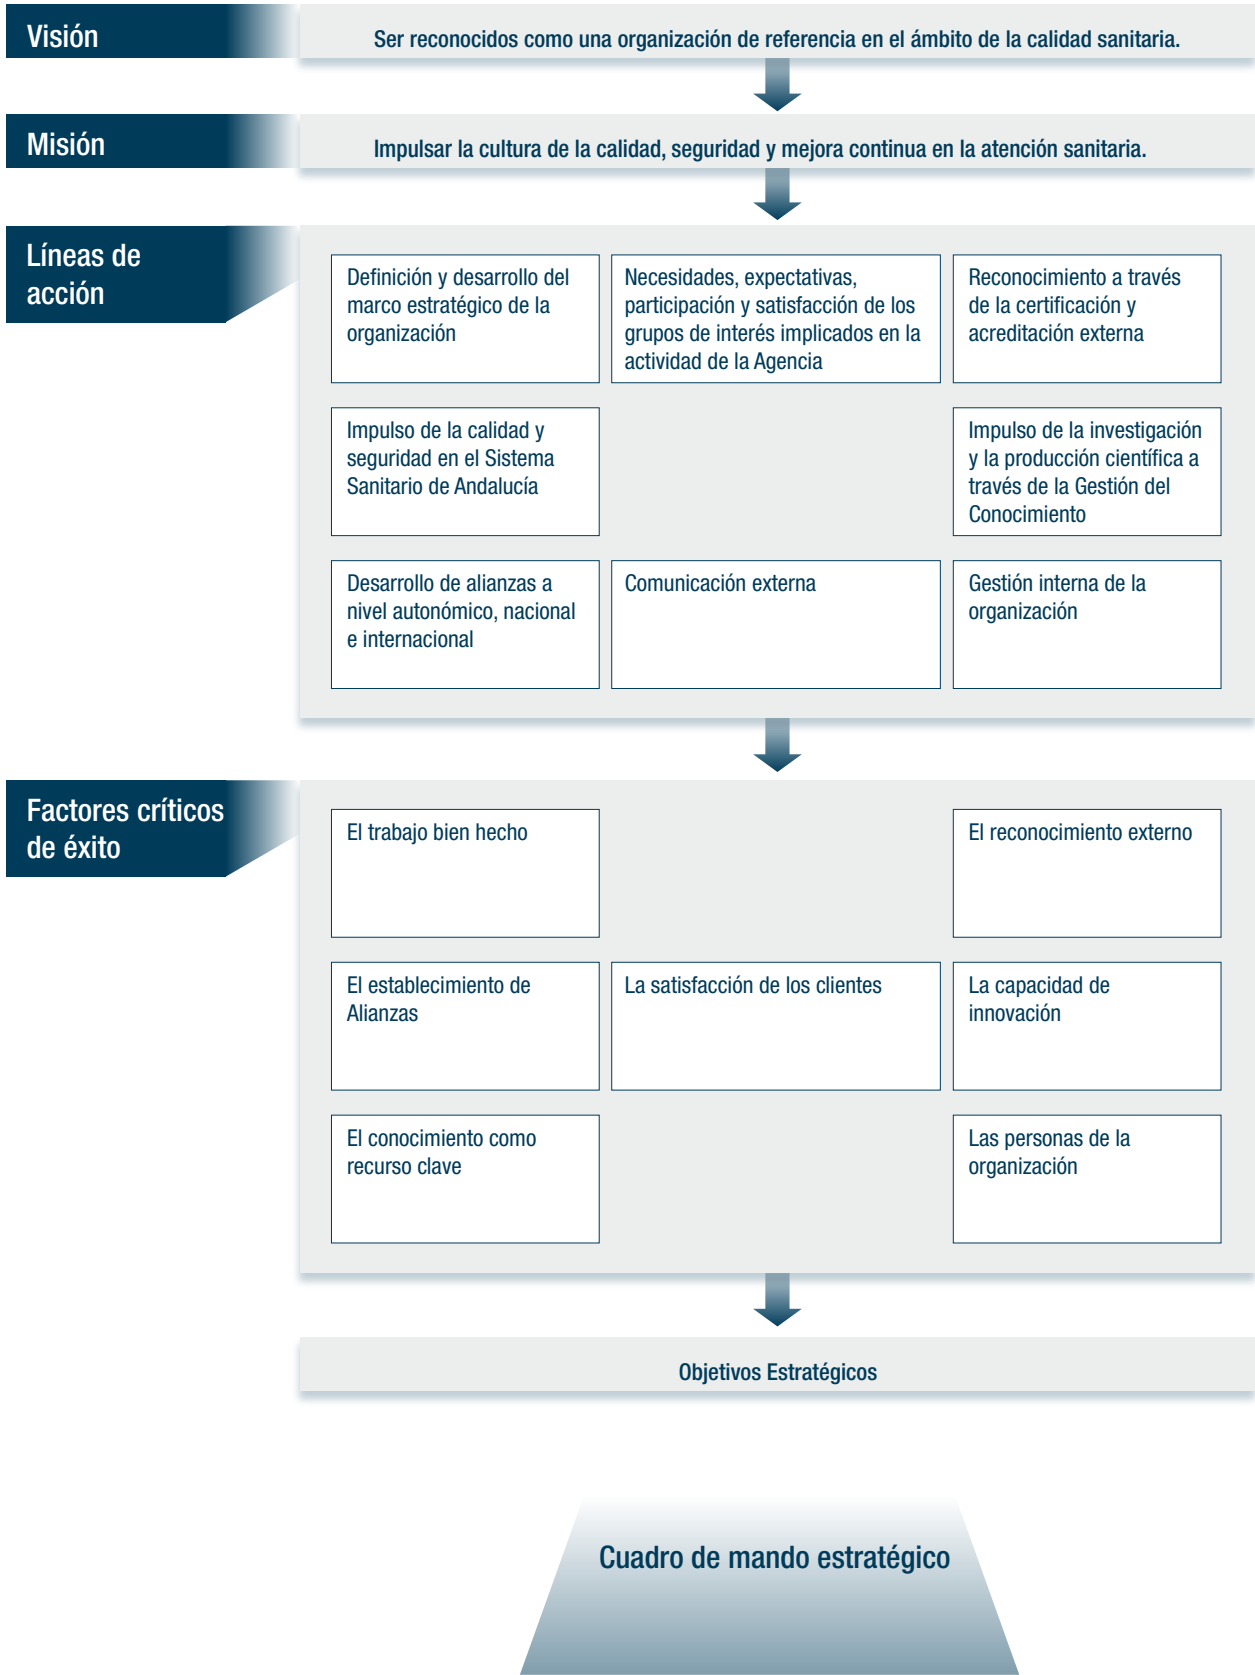 Visión
Ser reconocidos como una organización de referencia en el ámbito de la calidad sanitaria.
Misión
Impulsar la cultura de la calidad, seguridad y mejora continua en la atención sanitaria.
Líneas de
acción
Definición y desarrollo del
marco estratégico de la
organización
Necesidades, expectativas,
participación y satisfacción de los
grupos de interés implicados en la
actividad de la Agencia
Reconocimiento a través
de la certificación y
acreditación externa
Impulso de la calidad y
seguridad en el Sistema
Sanitario de Andalucía
Impulso de la investigación
y la producción científica a
través de la Gestión del
Conocimiento
Desarrollo de alianzas a
nivel autonómico, nacional
e internacional
Comunicación externa
Gestión interna de la
organización
Factores críticos
de éxito
El trabajo bien hecho
El reconocimiento externo
El establecimiento de
Alianzas
La satisfacción de los clientes
La capacidad de
innovación
El conocimiento como
recurso clave
Las personas de la
organización
Objetivos Estratégicos
Cuadro de mando estratégico